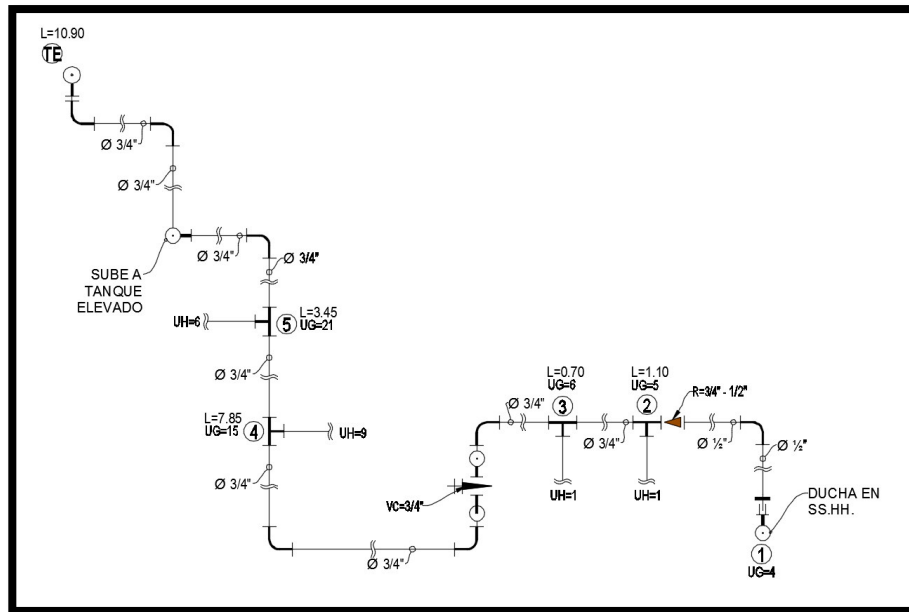 L=10.90
TE
Ø 3/4"
Ø 3/4"
Ø 3/4"
Ø 3/4"
SUBE A
TANQUE
ELEVADO
UH=6
5
L=3.45
UG=21
Ø 3/4"
L=7.85
UG=15
4
UH=9
Ø 3/4"
Ø 3/4"
VC=3/4"
Ø 3/4"
L=0.70
UG=6
3
UH=1
Ø 3/4"
L=1.10
UG=5
2
UH=1
R=3/4" - 1/2"
Ø ½"
Ø ½"
DUCHA EN
SS.HH.
1
UG=4